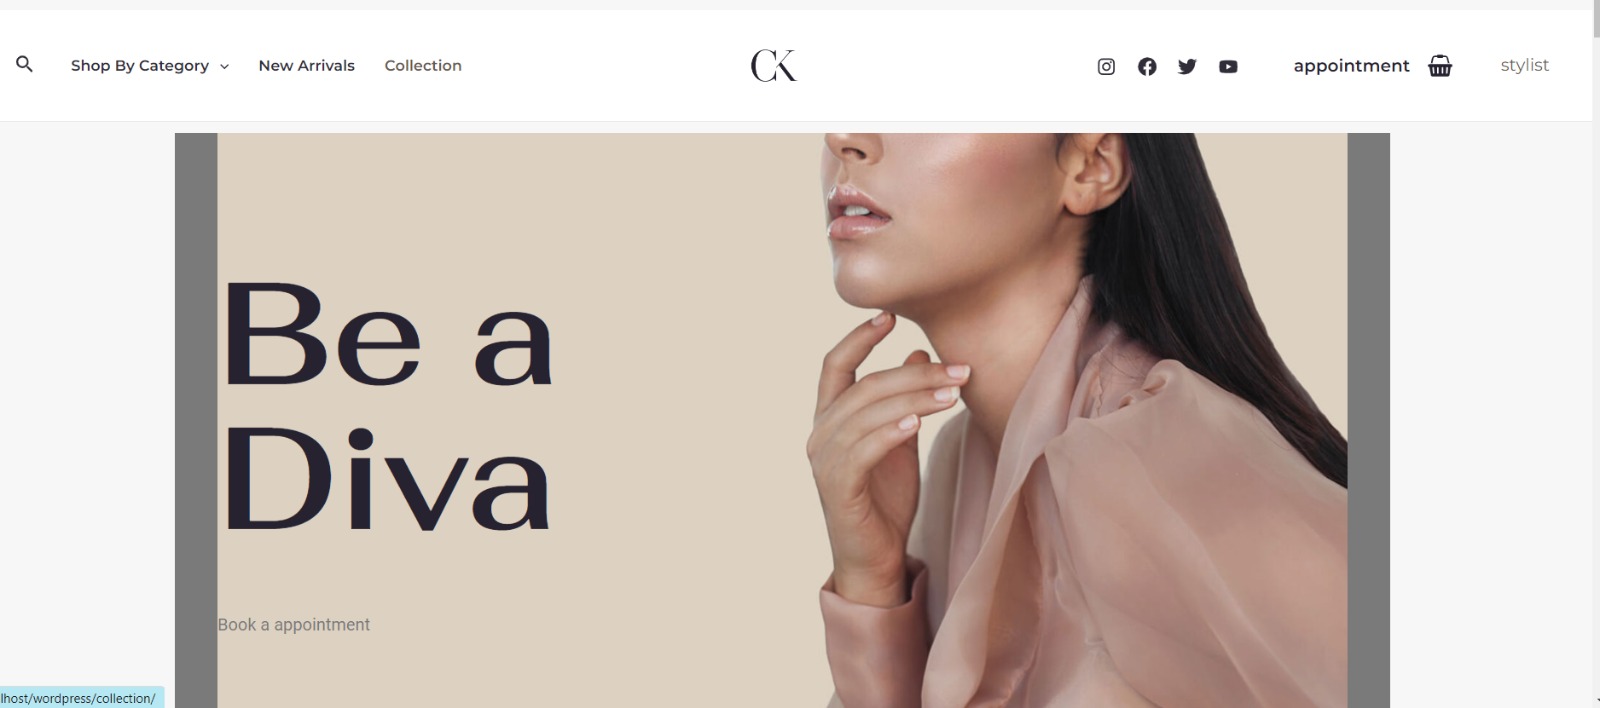 Shop By Category
New Arrivals
Collection
CK
appointment
stylist
Be a
Diva
Book a appointment
lhost/wordpress/collection/